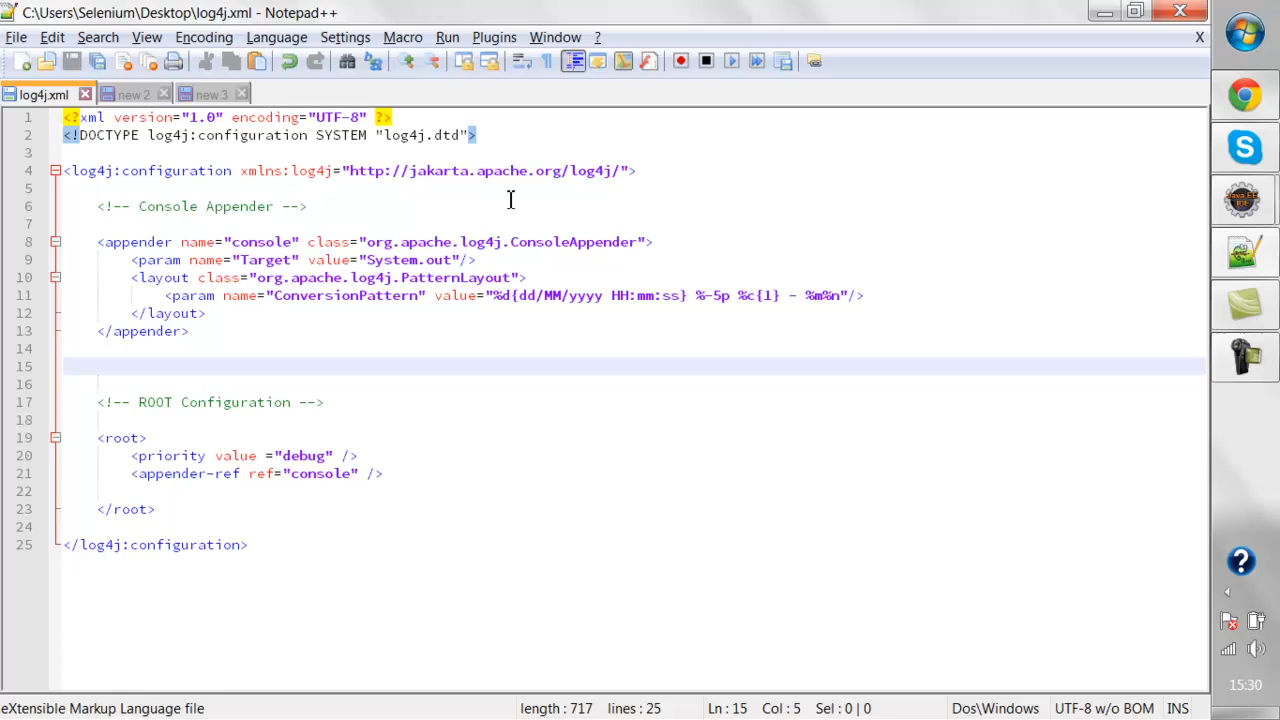 C:\Users\Selenium\Desktop\log4j.xml - Notepad++
File Edit Search View Encoding Language Settings Macro Run Plugins Window ? X
log4j.xml new 2 new 3
1 <?xml version="1.0" encoding="UTF-8" ?>
2 <!DOCTYPE log4j:configuration SYSTEM "log4j.dtd">
3
4 <log4j:configuration xmlns:log4j="http://jakarta.apache.org/log4j/">
5
6 <!-- Console Appender -->
7
8 <appender name="console" class="org.apache.log4j.ConsoleAppender">
9 <param name="Target" value="System.out"/>
10 <layout class="org.apache.log4j.PatternLayout">
11 <param name="ConversionPattern" value="%d{dd/MM/yyyy HH:mm:ss} %-5p %c{1} - %m%n"/>
12 </layout>
13 </appender>
14
15
16
17 <!-- ROOT Configuration -->
18
19 <root>
20 <priority value ="debug" />
21 <appender-ref ref="console" />
22
23 </root>
24
25 </log4j:configuration>
Java EE
IDE
15:30
eXtensible Markup Language file length : 717 lines : 25 Ln : 15 Col : 5 Sel : 0 | 0 Dos\Windows UTF-8 w/o BOM INS